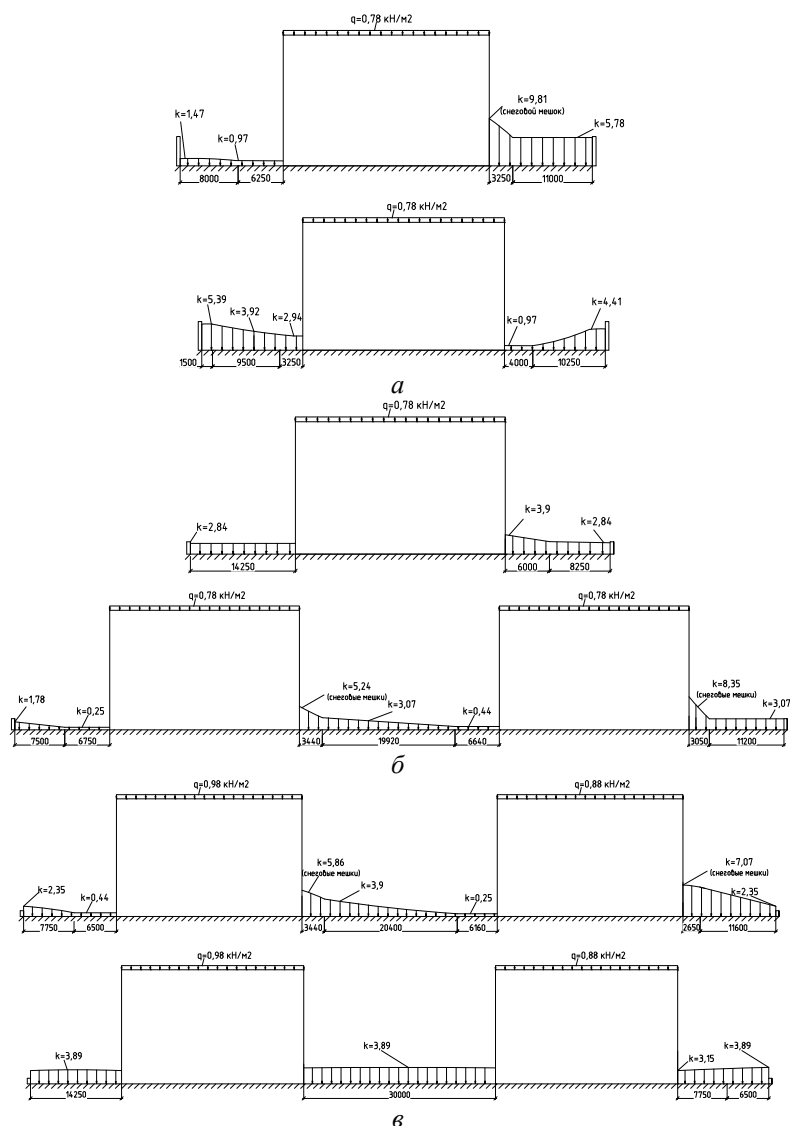 q=0,78 кН/м2
k=1,47
k=0,97
k=9,81
(снеговой мешок)
k=5,78
8000
6250
3250
11000
q=0,78 кН/м2
k=5,39
k=3,92
k=2,94
k=0,97
k=4,41
1500
9500
3250
4000
10250
а
q=0,78 кН/м2
k=2,84
k=3,9
k=2,84
14250
6000
8250
q=0,78 кН/м2
q=0,78 кН/м2
k=1,78
k=0,25
k=5,24
(снеговые мешки)
k=3,07
k=0,44
k=8,35
(снеговые мешки)
k=3,07
7500
6750
3440
19920
6640
3050
11200
б
q=0,98 кН/м2
q=0,88 кН/м2
k=2,35
k=0,44
k=5,86
(снеговые мешки)
k=3,9
k=0,25
k=7,07
(снеговые мешки)
k=2,35
7750
6500
3440
20400
6160
2650
11600
q=0,98 кН/м2
q=0,88 кН/м2
k=3,89
k=3,89
k=3,15
k=3,89
14250
30000
7750
6500
в